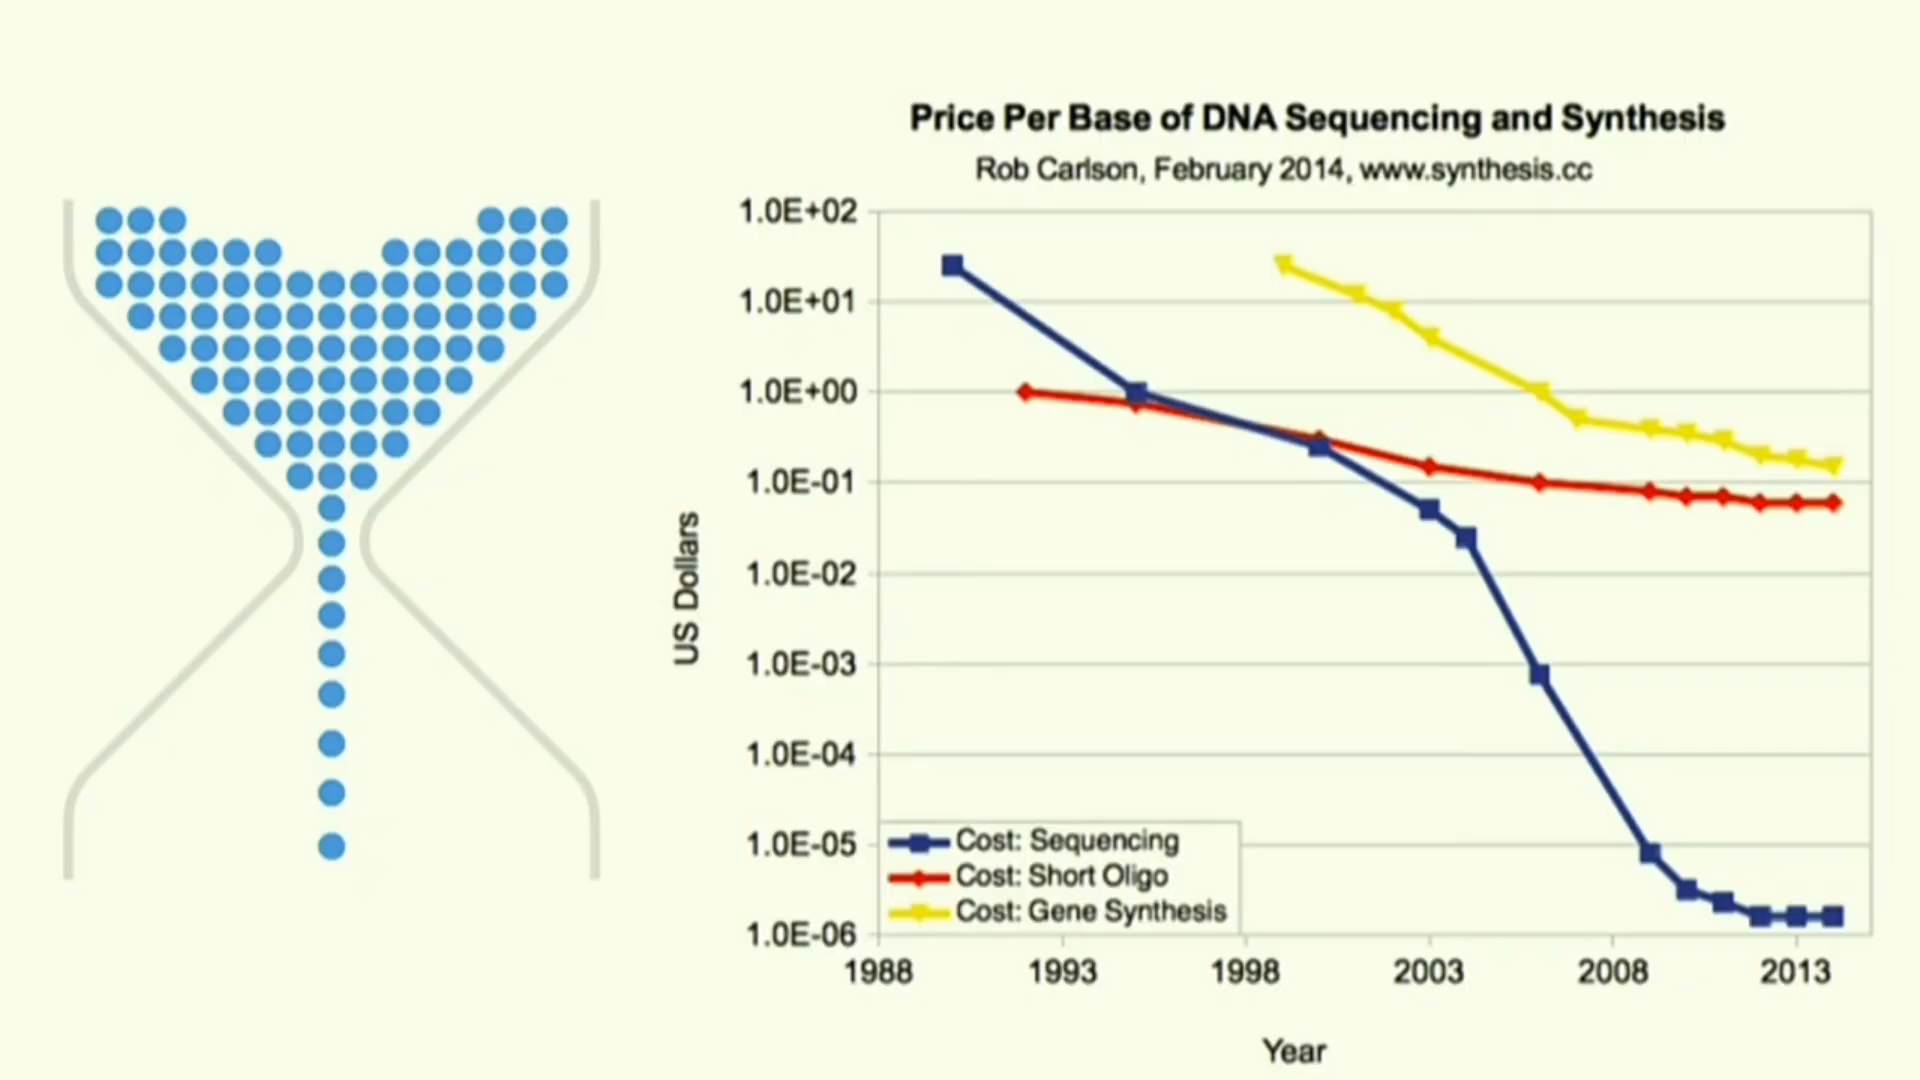 Price Per Base of DNA Sequencing and Synthesis
Rob Carlson, February 2014, www.synthesis.cc
1.0E+02
1.0E+01
1.0E+00
1.0E-01
1.0E-02
1.0E-03
1.0E-04
1.0E-05
1.0E-06
US Dollars
Cost: Sequencing
Cost: Short Oligo
Cost: Gene Synthesis
1988 1993 1998 2003 2008 2013
Year